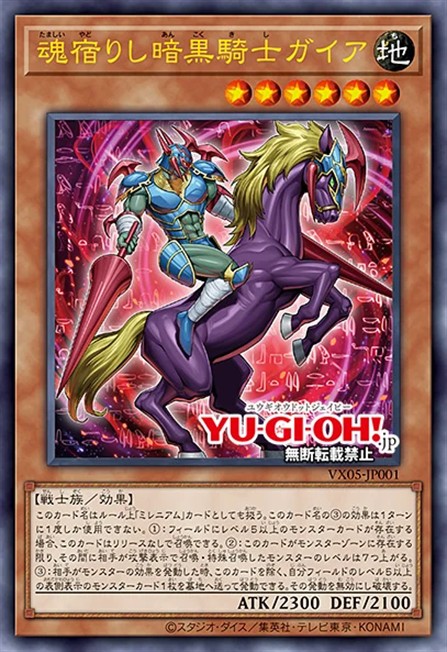 魂宿りし暗黒騎士ガイア 地
ユウギオウドットジェイピー
YU-GI-OH!.jp
無断転載禁止
VX05-JP001
【戦士族／効果】
このカード名はルール上「ミレニアム」カードとしても扱う。このカード名の③の効果は1ターン
に1度しか使用できない。①：フィールドにレベル5以上のモンスターカードが存在する
場合、このカードはリリースなしで召喚できる。②：このカードがモンスターゾーンに存在する
限り、その間に相手が攻撃表示で召喚・特殊召喚したモンスターのレベルは7つ上がる。
③：相手がモンスターの効果を発動した時、このカードを除く、自分フィールドのレベル5以上
の表側表示のモンスターカード1枚を墓地へ送って発動できる。その発動を無効にし破壊する。
ATK/2300 DEF/2100
©スタジオ・ダイス／集英社・テレビ東京・KONAMI